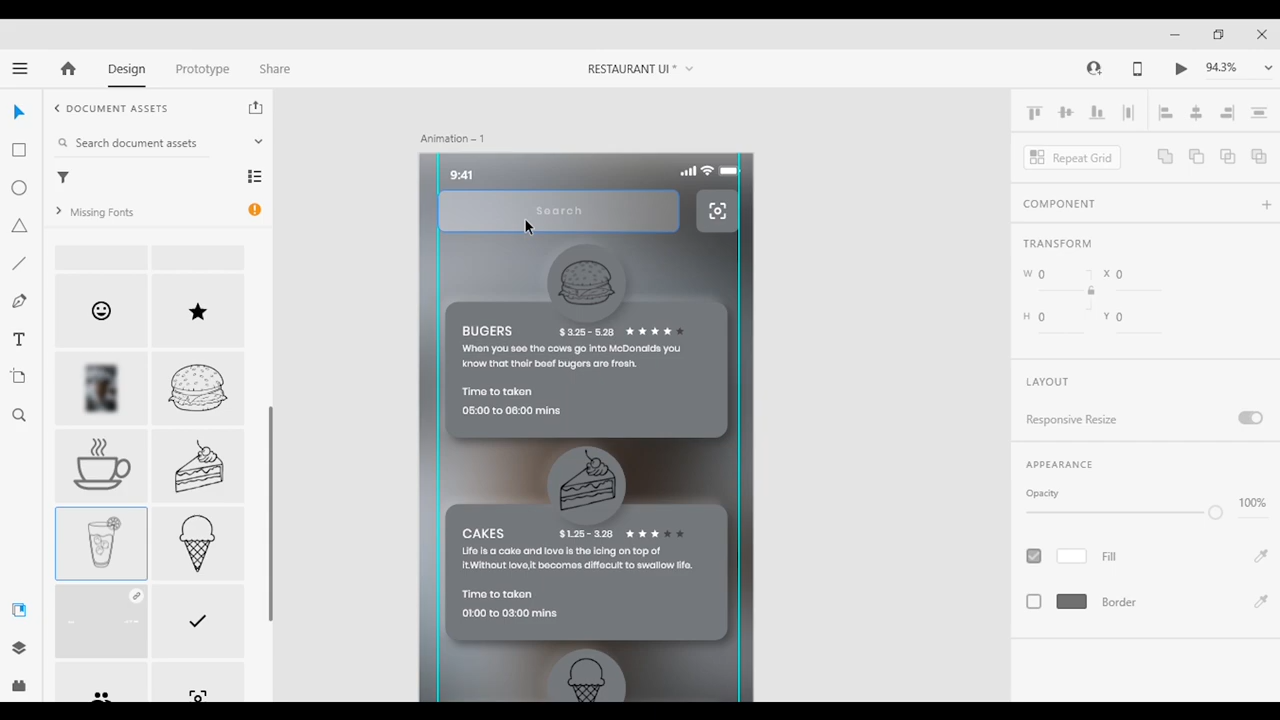 Design
Prototype
Share
RESTAURANT UI *
94.3%
DOCUMENT ASSETS
Search document assets
Missing Fonts
Animation – 1
9:41
Search
BUGERS
$ 3.25 - 5.28
When you see the cows go into McDonalds you
know that their beef bugers are fresh.
Time to taken
05:00 to 06:00 mins
CAKES
$ 1.25 - 3.28
Life is a cake and love is the icing on top of
it.Without love,it becomes diffecult to swallow life.
Time to taken
01:00 to 03:00 mins
Repeat Grid
COMPONENT
TRANSFORM
W 0
X 0
H 0
Y 0
LAYOUT
Responsive Resize
APPEARANCE
Opacity
100%
Fill
Border